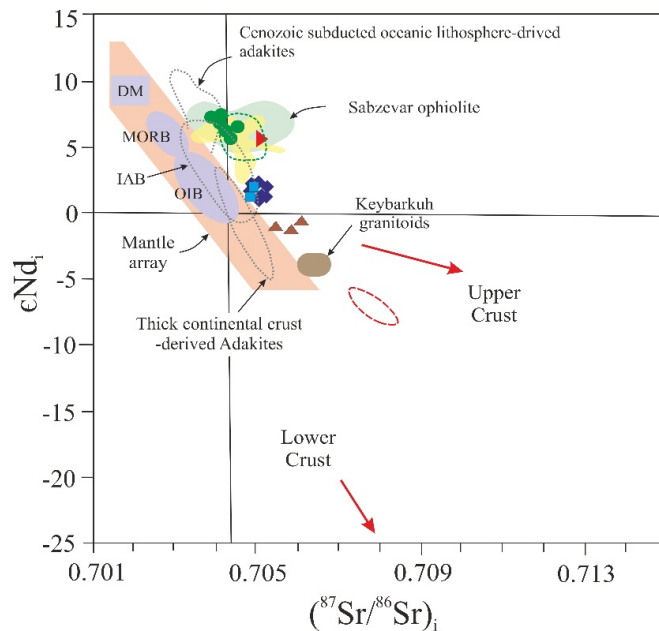 15
10
5
0
-5
-10
-15
-20
-25
ϵNdᵢ
Cenozoic subducted oceanic lithosphere-drived
adakites
DM
Sabzevar ophiolite
MORB
IAB
OIB
Keybarkuh
granitoids
Mantle
array
Upper
Crust
Thick continental crust
-derived Adakites
Lower
Crust
0.701
0.705
0.709
0.713
(⁸⁷Sr/⁸⁶Sr)ᵢ